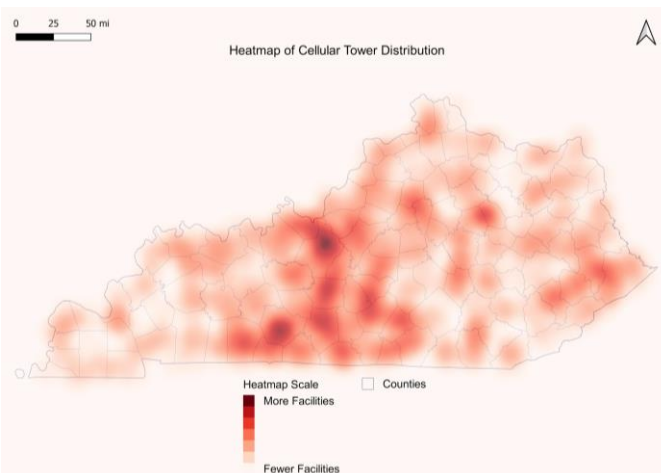 0 25 50 mi
Heatmap of Cellular Tower Distribution
Heatmap Scale
More Facilities
Fewer Facilities
Counties